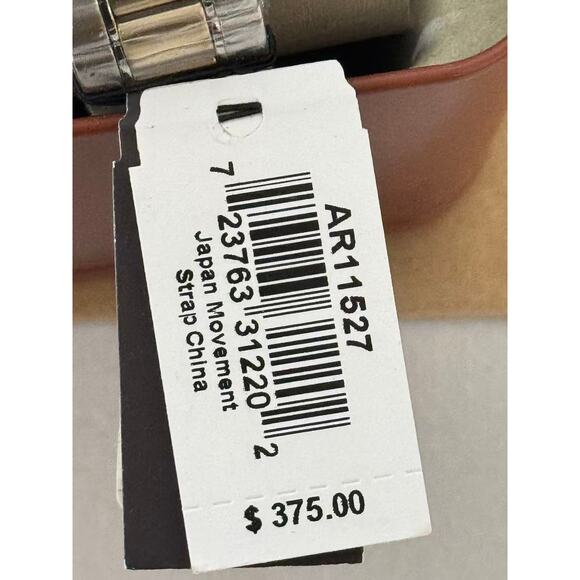 AR11527
7 23763 31220 2
Japan Movement
Strap China
$ 375.00